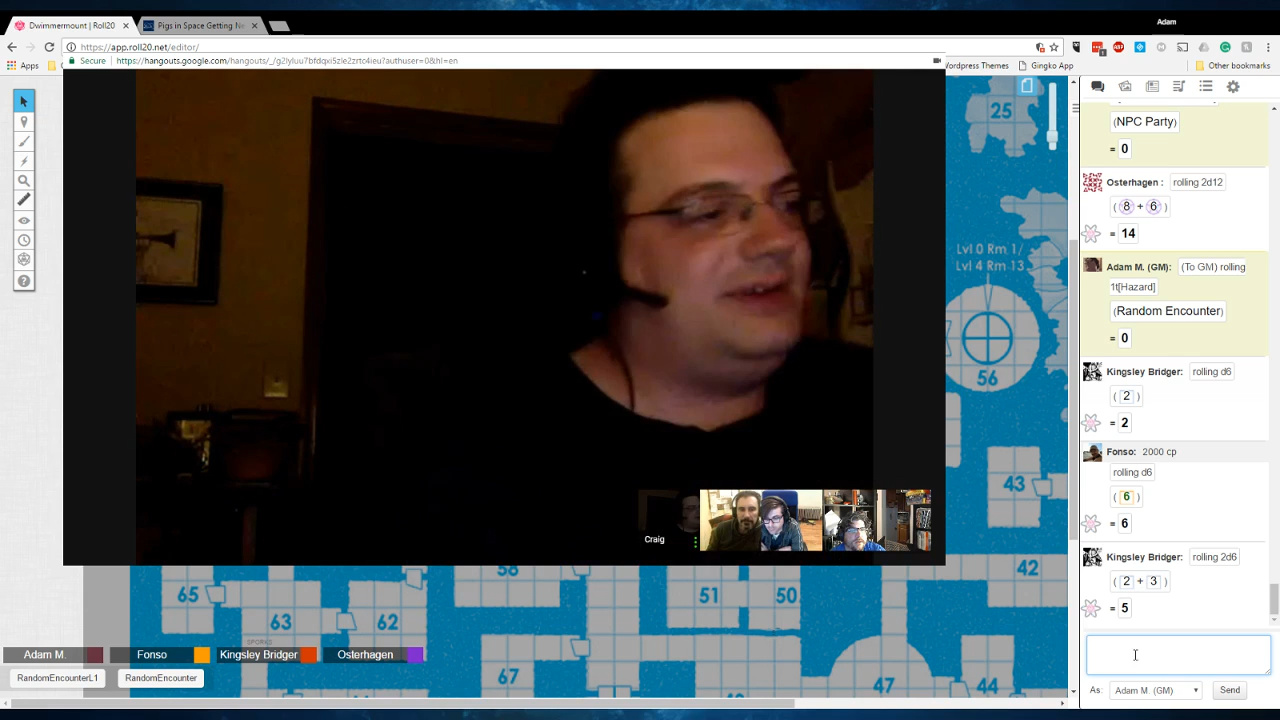 Adam
Dwimmermount | Roll20
Pigs in Space Getting Ne
https://app.roll20.net/editor/
Secure
https://hangouts.google.com/hangouts/_/
?authuser=0&hl=en
Apps
Wordpress Themes
Gingko App
Other bookmarks
25
(NPC Party)
= 0
Osterhagen :
rolling 2d12
( 8 + 6 )
= 14
Lvl 0 Rm 1/
Lvl 4 Rm 13
56
Adam M. (GM):
(To GM) rolling
1t[Hazard]
(Random Encounter)
= 0
Kingsley Bridger:
rolling d6
( 2 )
= 2
Fonso:
2000 cp
rolling d6
( 6 )
= 6
43
Craig
Kingsley Bridger:
rolling 2d6
( 2 + 3 )
= 5
65
63
62
58
51
50
42
SPORKS
67
47
44
Adam M.
Fonso
Kingsley Bridger
Osterhagen
RandomEncounterL1
RandomEncounter
As:
Adam M. (GM)
Send